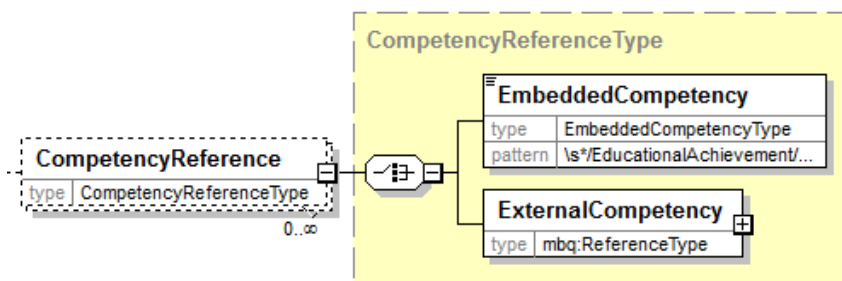 CompetencyReferenceType
EmbeddedCompetency
type EmbeddedCompetencyType
pattern \s*/EducationalAchievement/...
CompetencyReference
type CompetencyReferenceType
0..∞
ExternalCompetency
type mbq:ReferenceType